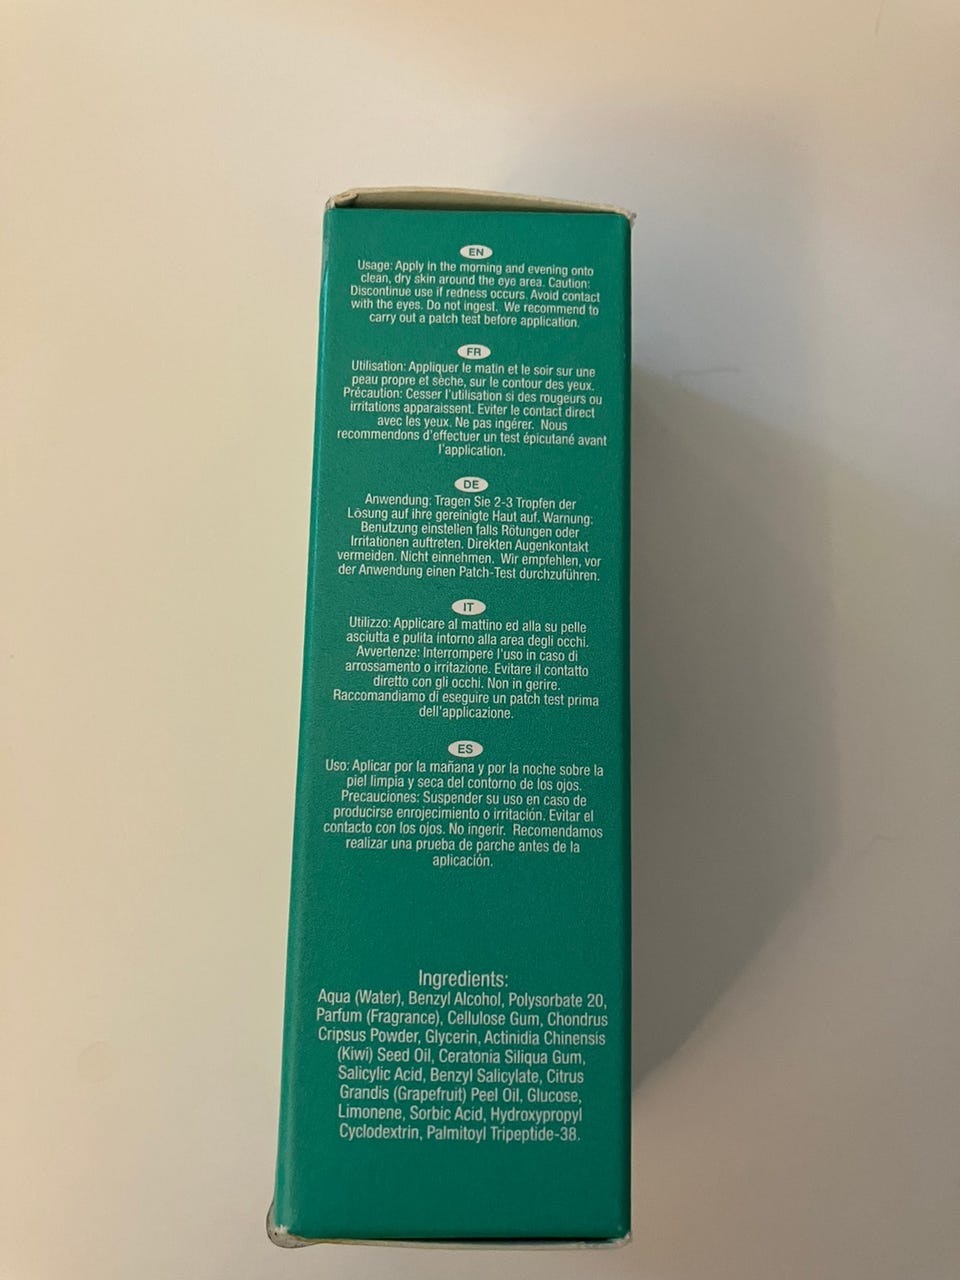 EN
Usage: Apply in the morning and evening onto
clean, dry skin around the eye area. Caution:
Discontinue use if redness occurs. Avoid contact
with the eyes. Do not ingest. We recommend to
carry out a patch test before application.
FR
Utilisation: Appliquer le matin et le soir sur une
peau propre et sèche, sur le contour des yeux.
Précaution: Cesser l'utilisation si des rougeurs ou
irritations apparaissent. Eviter le contact direct
avec les yeux. Ne pas ingérer. Nous
recommendons d'effectuer un test épicutané avant
l'application.
DE
Anwendung: Tragen Sie 2-3 Tropfen der
Lösung auf ihre gereinigte Haut auf. Warnung:
Benutzung einstellen falls Rötungen oder
Irritationen auftreten. Direkten Augenkontakt
vermeiden. Nicht einnehmen. Wir empfehlen, vor
der Anwendung einen Patch-Test durchzuführen.
IT
Utilizzo: Applicare al mattino ed alla su pelle
asciutta e pulita intorno alla area degli occhi.
Avvertenze: Interrompere l'uso in caso di
arrossamento o irritazione. Evitare il contatto
diretto con gli occhi. Non in gerire.
Raccomandiamo di eseguire un patch test prima
dell'applicazione.
ES
Uso: Aplicar por la mañana y por la noche sobre la
piel limpia y seca del contorno de los ojos.
Precauciones: Suspender su uso en caso de
producirse enrojecimiento o irritación. Evitar el
contacto con los ojos. No ingerir. Recomendamos
realizar una prueba de parche antes de la
aplicación.
Ingredients:
Aqua (Water), Benzyl Alcohol, Polysorbate 20,
Parfum (Fragrance), Cellulose Gum, Chondrus
Cripsus Powder, Glycerin, Actinidia Chinensis
(Kiwi) Seed Oil, Ceratonia Siliqua Gum,
Salicylic Acid, Benzyl Salicylate, Citrus
Grandis (Grapefruit) Peel Oil, Glucose,
Limonene, Sorbic Acid, Hydroxypropyl
Cyclodextrin, Palmitoyl Tripeptide-38.